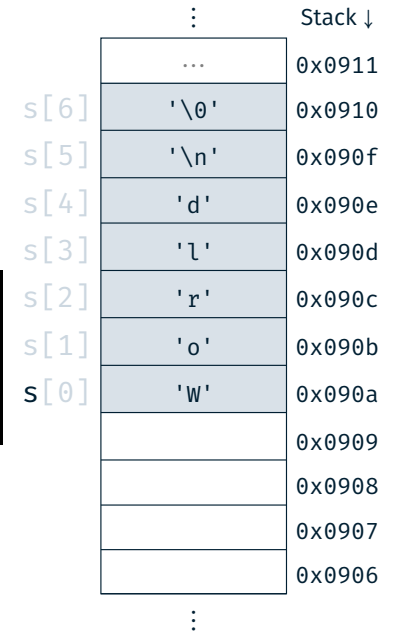 ⋮ Stack ↓
... 0x0911
s[6] '\0' 0x0910
s[5] '\n' 0x090f
s[4] 'd' 0x090e
s[3] 'l' 0x090d
s[2] 'r' 0x090c
s[1] 'o' 0x090b
s[0] 'W' 0x090a
0x0909
0x0908
0x0907
0x0906
⋮